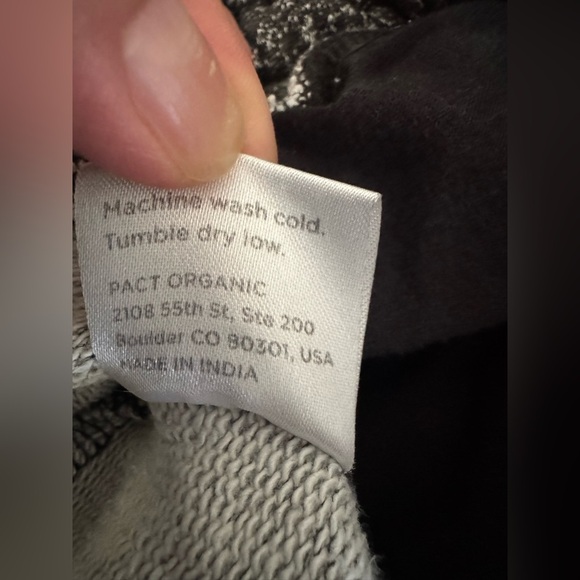 Machine wash cold.
Tumble dry low.
PACT ORGANIC
2108 55th St, Ste 200
Boulder CO 80301, USA
MADE IN INDIA